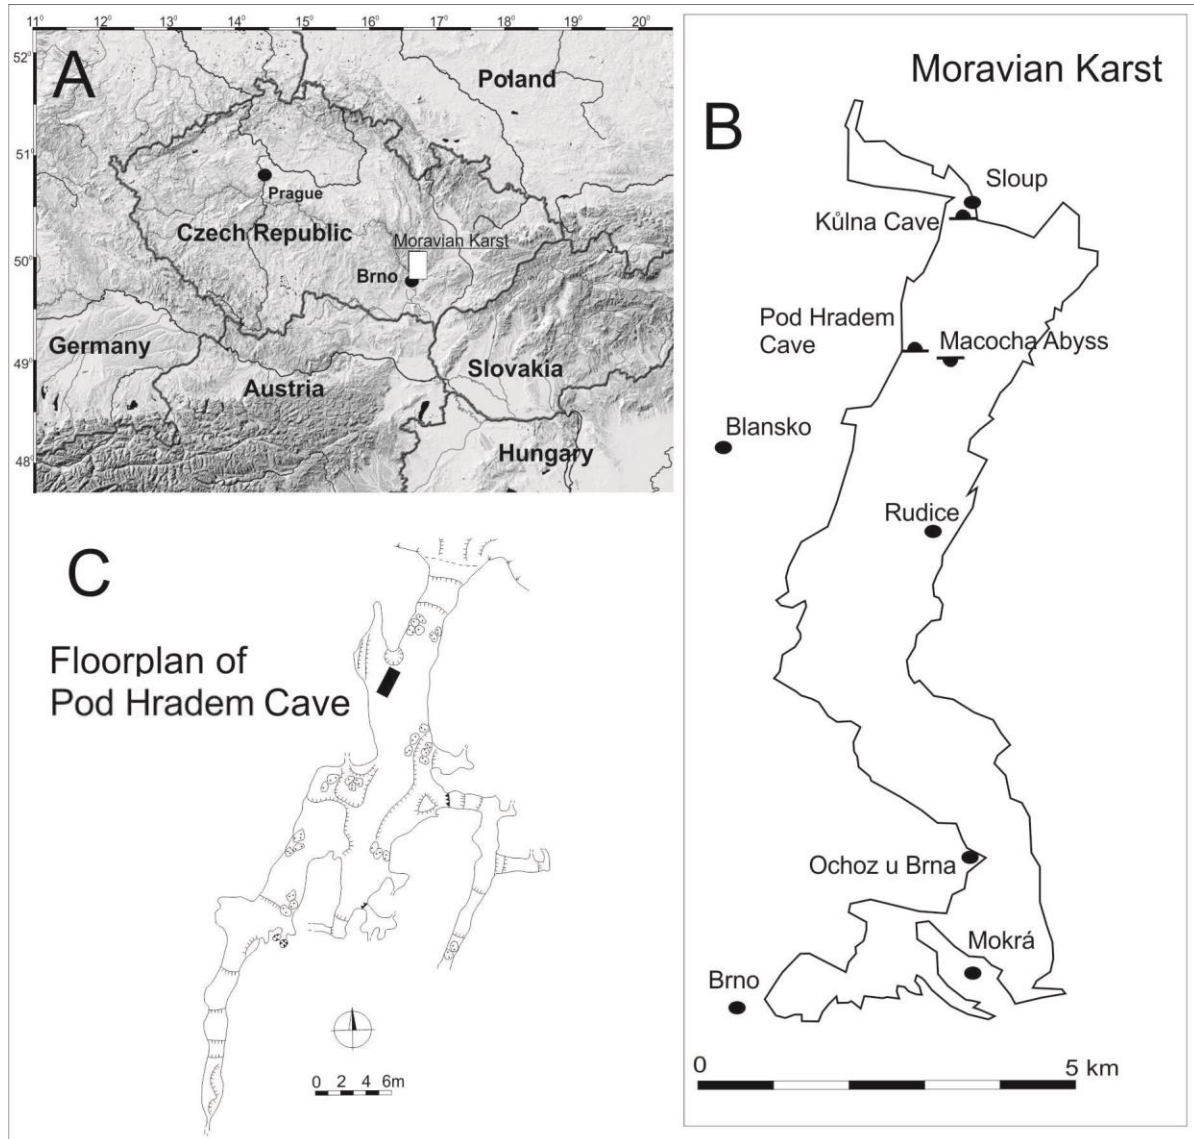 11° 12° 13° 14° 15° 16° 17° 18° 19° 20°
52°
51°
50°
49°
48°
A
Poland
Prague
Czech Republic
Moravian Karst
Brno
Germany
Slovakia
Austria
Hungary
B
Moravian Karst
Sloup
Kůlna Cave
Pod Hradem
Cave
Macocha Abyss
Blansko
Rudice
Ochoz u Brna
Mokrá
Brno
0 5 km
C
Floorplan of
Pod Hradem Cave
0 2 4 6m